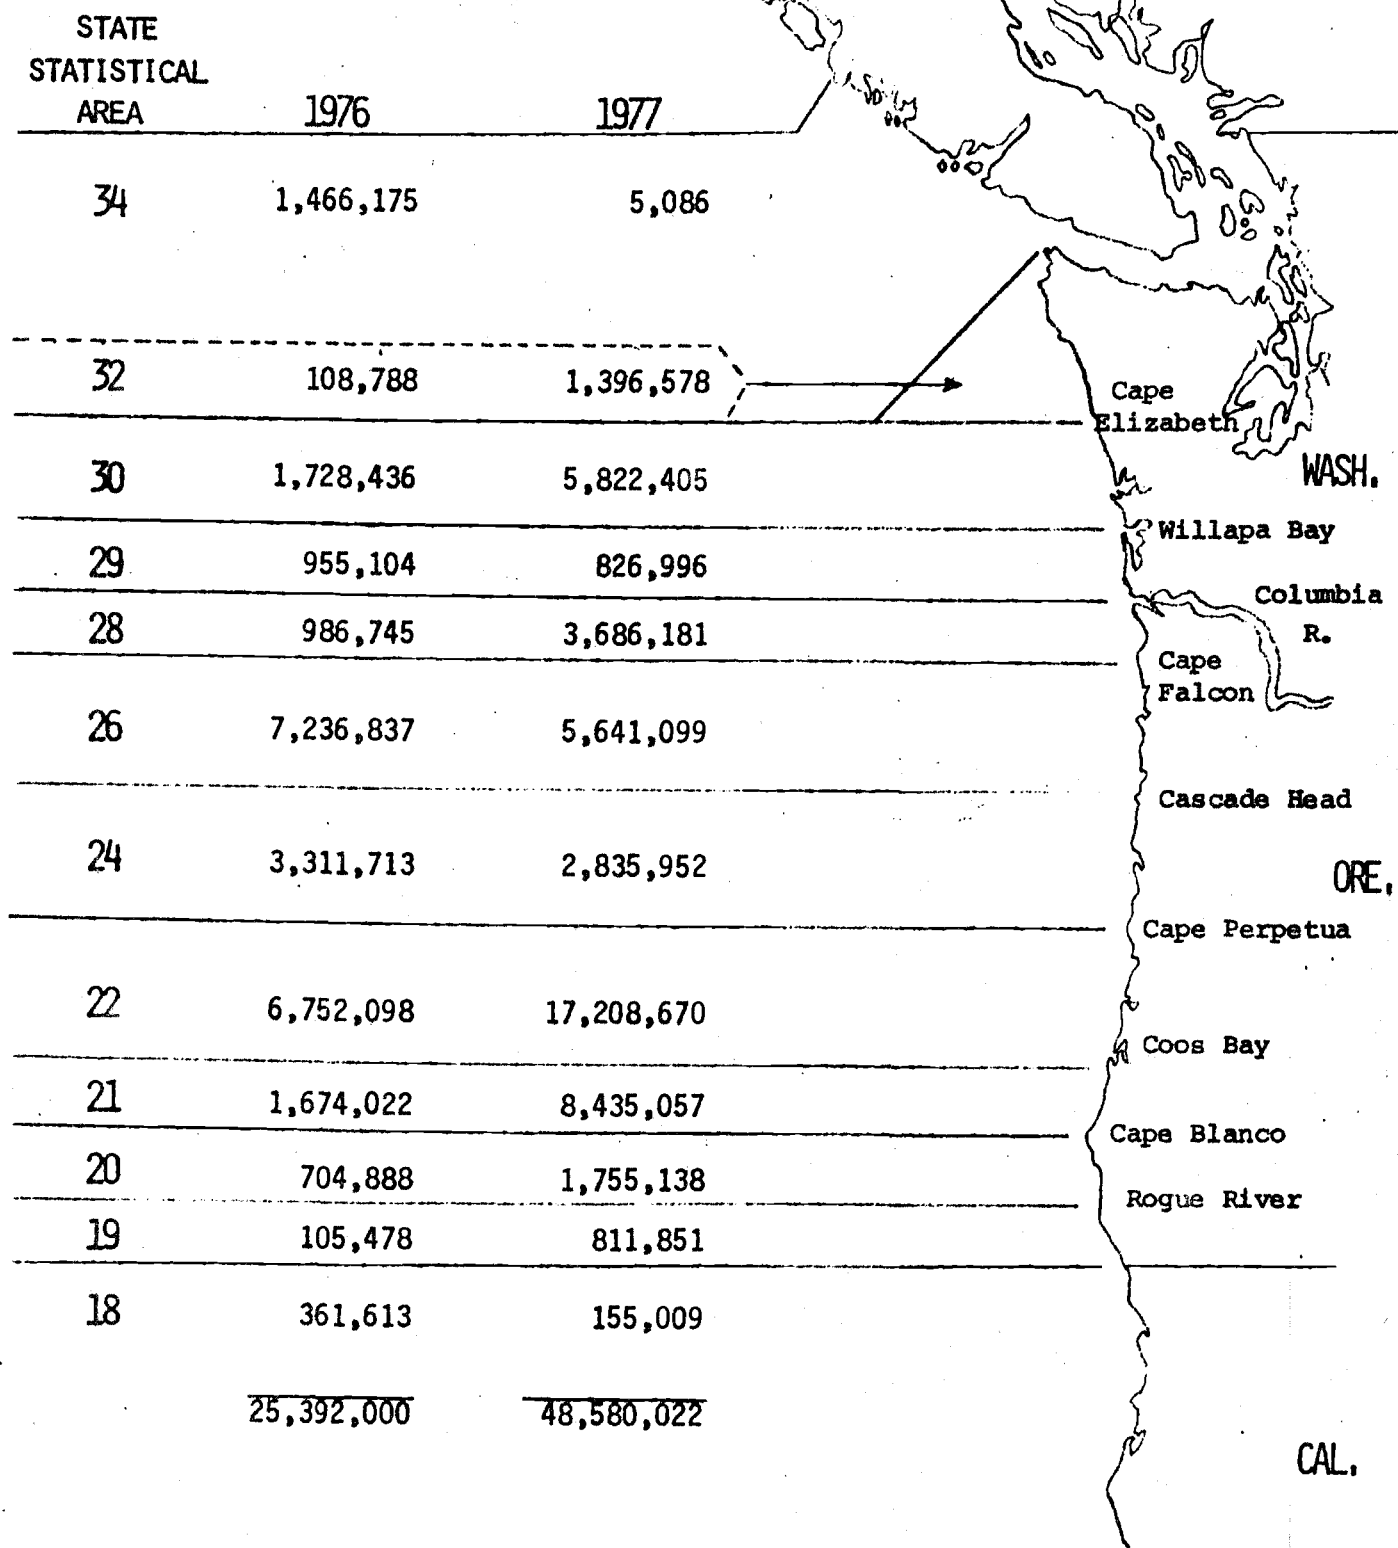 STATE
STATISTICAL
AREA 1976 1977
34 1,466,175 5,086
32 108,788 1,396,578
Cape
Elizabeth
30 1,728,436 5,822,405
WASH.
Willapa Bay
29 955,104 826,996
Columbia
R.
28 986,745 3,686,181
Cape
Falcon
26 7,236,837 5,641,099
Cascade Head
24 3,311,713 2,835,952
ORE.
Cape Perpetua
22 6,752,098 17,208,670
Coos Bay
21 1,674,022 8,435,057
Cape Blanco
20 704,888 1,755,138
Rogue River
19 105,478 811,851
18 361,613 155,009
25,392,000 48,580,022
CAL.